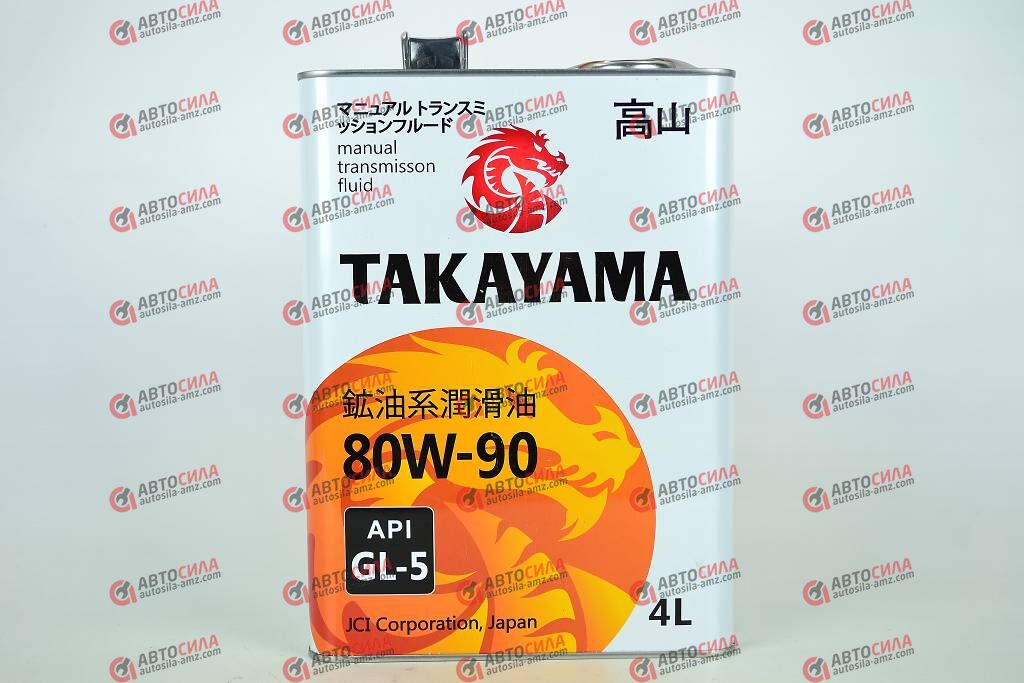 マニュアル トランスミ
ッションフルード
manual
transmisson
fluid
高山
TAKAYAMA
鉱油系潤滑油
80W-90
API
GL-5
JCI Corporation, Japan
4L
АВТОСИЛА
autosila-amz.com